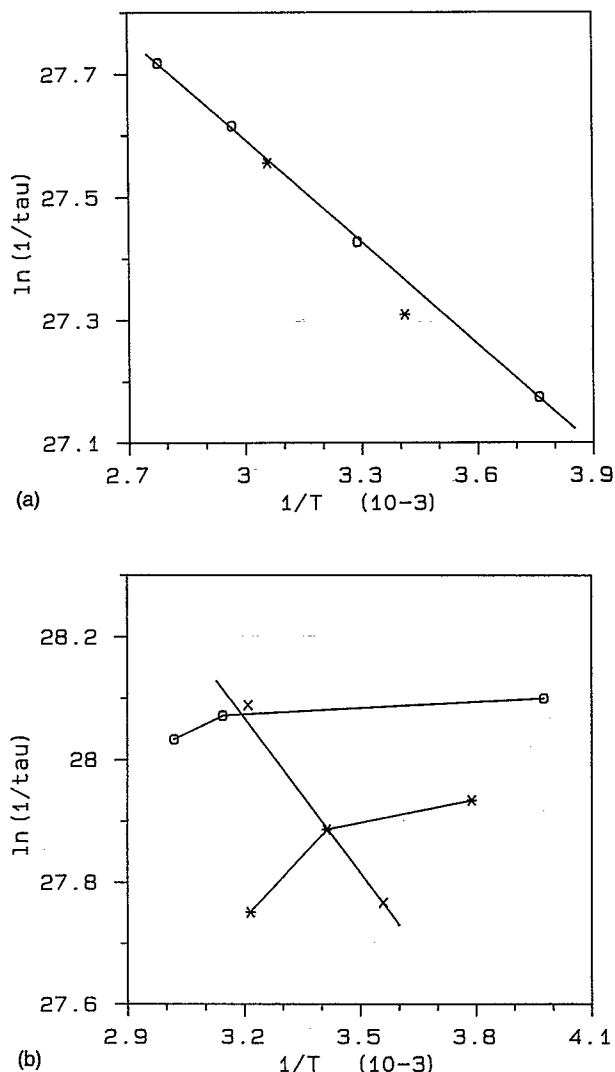 27.7
27.5
27.3
27.1
ln(1/tau)
2.7 3 3.3 3.6 3.9
(a)
1/T (10-3)
28.2
28
27.8
27.6
ln(1/tau)
2.9 3.2 3.5 3.8 4.1
(b)
1/T (10-3)